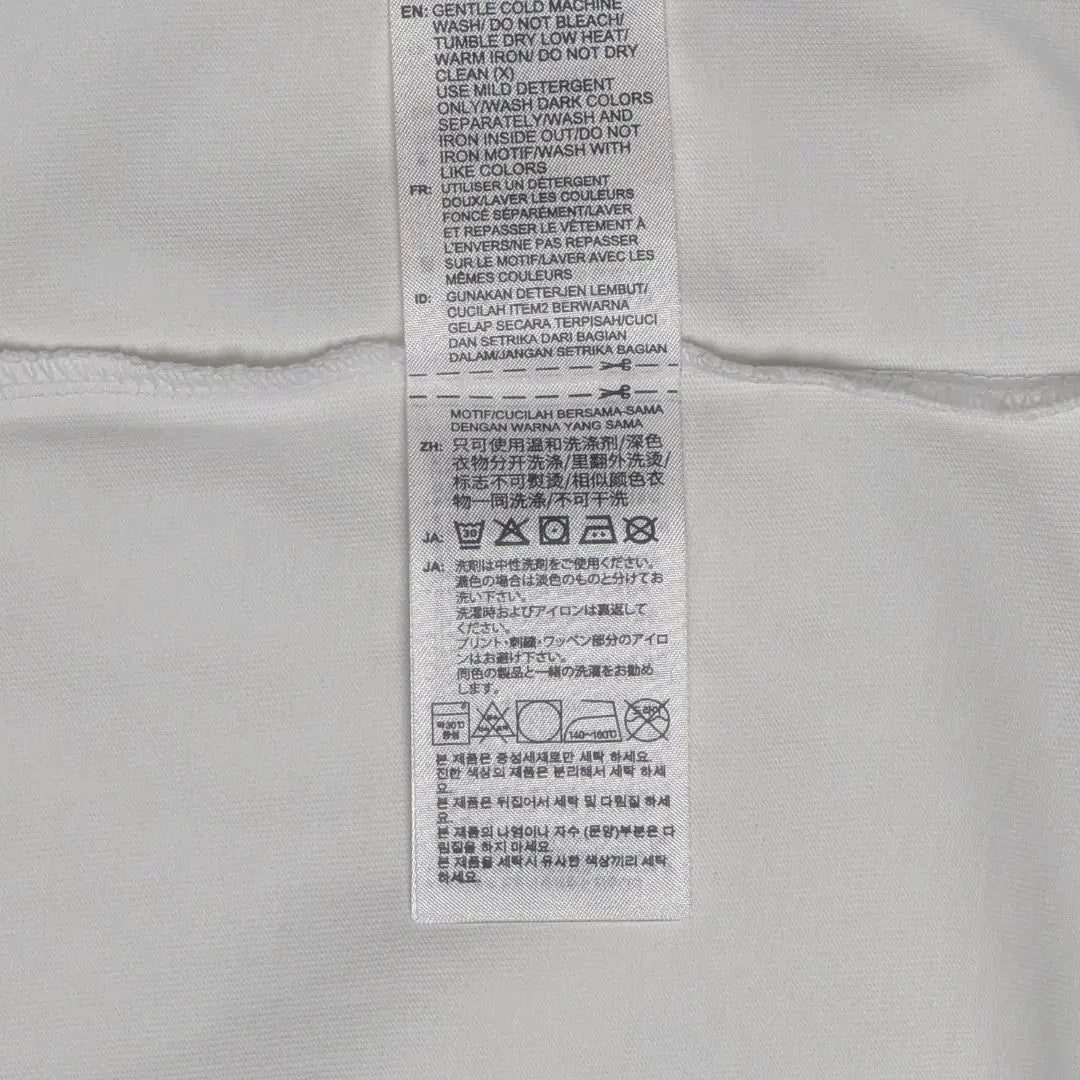 EN: GENTLE COLD MACHINE
WASH/ DO NOT BLEACH/
TUMBLE DRY LOW HEAT/
WARM IRON/ DO NOT DRY
CLEAN (X)
USE MILD DETERGENT
ONLY/WASH DARK COLORS
SEPARATELY/WASH AND
IRON INSIDE OUT/DO NOT
IRON MOTIF/WASH WITH
LIKE COLORS
FR: UTILISER UN DÉTERGENT
DOUX/LAVER LES COULEURS
FONCÉ SÉPARÉMENT/LAVER
ET REPASSER LE VÊTEMENT À
L'ENVERS/NE PAS REPASSER
SUR LE MOTIF/LAVER AVEC LES
MÊMES COULEURS
ID: GUNAKAN DETERJEN LEMBUT/
CUCILAH ITEM2 BERWARNA
GELAP SECARA TERPISAH/CUCI
DAN SETRIKA DARI BAGIAN
DALAM/JANGAN SETRIKA BAGIAN
MOTIF/CUCILAH BERSAMA-SAMA
DENGAN WARNA YANG SAMA
ZH: 只可使用温和洗涤剂/深色
衣物分开洗涤/里翻外洗烫/
标志不可熨烫/相似颜色衣
物一同洗涤/不可干洗
JA: 30
JA: 洗剤は中性洗剤をご使用ください。
濃色の場合は淡色のものと分けてお
洗い下さい。
洗濯時およびアイロンは裏返して
ください。
プリント・刺繍・ワッペン部分のアイロ
ンはお避け下さい。
同色の製品と一緒の洗濯をお勧め
します。
약30℃
중성
140~160℃
드라이
본 제품은 중성세제로만 세탁 하세요.
진한 색상의 제품은 분리해서 세탁 하세
요.
본 제품은 뒤집어서 세탁 및 다림질 하세
요.
본 제품의 나염이나 자수 (문양)부분은 다
림질을 하지 마세요.
본 제품을 세탁시 유사한 색상끼리 세탁
하세요.